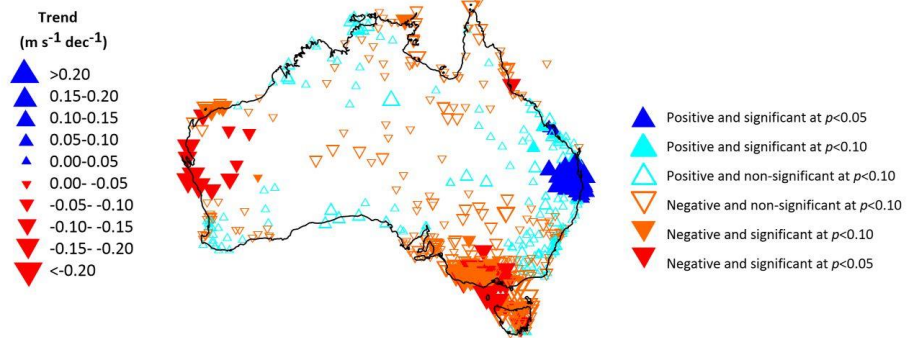 Trend
(m s⁻¹ dec⁻¹)
>0.20
0.15-0.20
0.10-0.15
0.05-0.10
0.00-0.05
0.00- -0.05
-0.05- -0.10
-0.10- -0.15
-0.15- -0.20
<-0.20
Positive and significant at p<0.05
Positive and significant at p<0.10
Positive and non-significant at p<0.10
Negative and non-significant at p<0.10
Negative and significant at p<0.10
Negative and significant at p<0.05